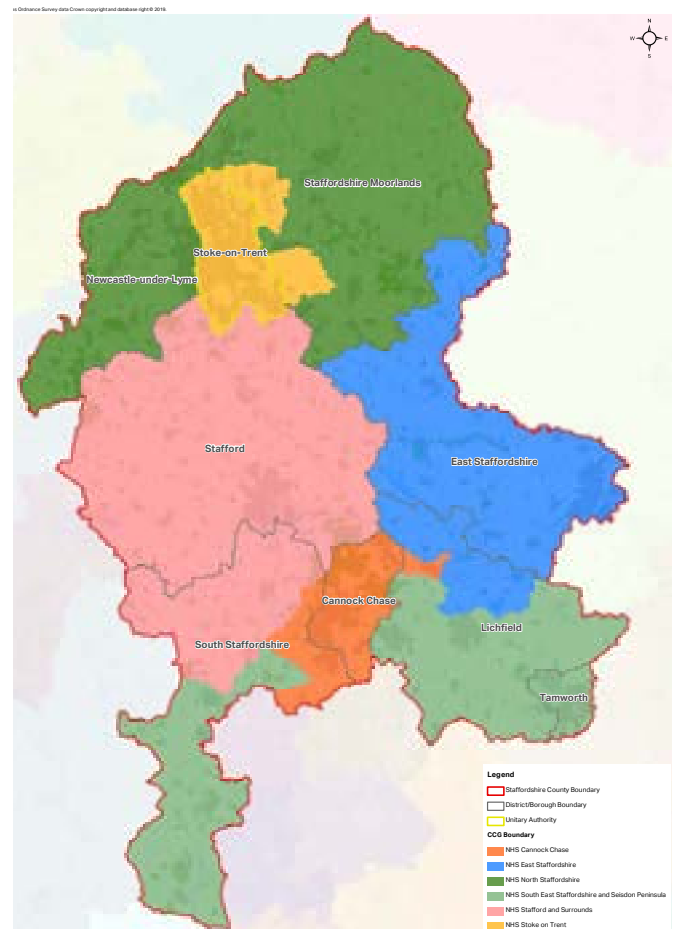 s Ordnance Survey data Crown copyright and database right © 2019.
N
W E
S
Staffordshire Moorlands
Stoke-on-Trent
Newcastle-under-Lyme
Stafford
East Staffordshire
Cannock Chase
Lichfield
South Staffordshire
Tamworth
Legend
Staffordshire County Boundary
District/Borough Boundary
Unitary Authority
CCG Boundary
NHS Cannock Chase
NHS East Staffordshire
NHS North Staffordshire
NHS South East Staffordshire and Seisdon Peninsula
NHS Stafford and Surrounds
NHS Stoke on Trent